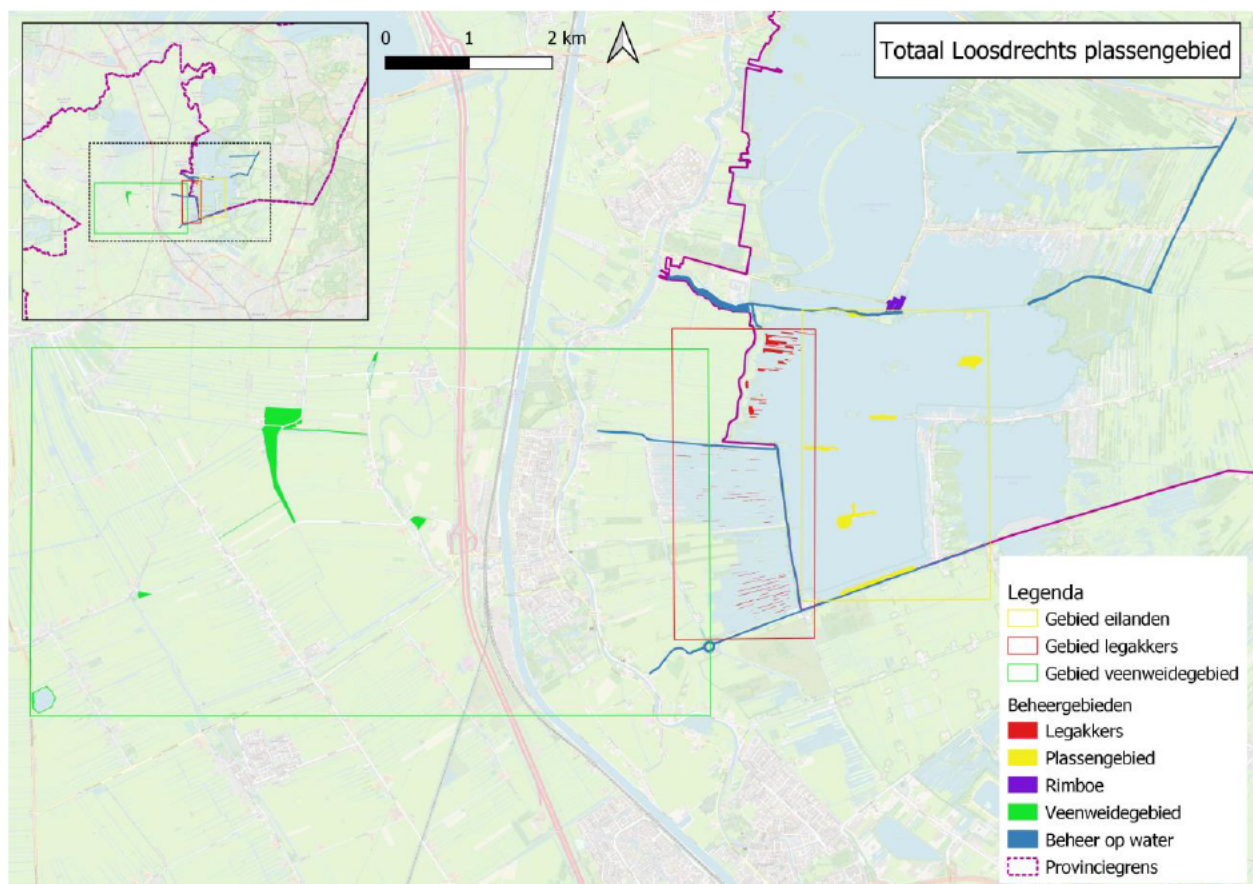 0 1 2 km
Totaal Loosdrechts plassengebied
Legenda
Gebied eilanden
Gebied legakkers
Gebied veenweidegebied
Beheergebieden
Legakkers
Plassengebied
Rimboe
Veenweidegebied
Beheer op water
Provinciegrens